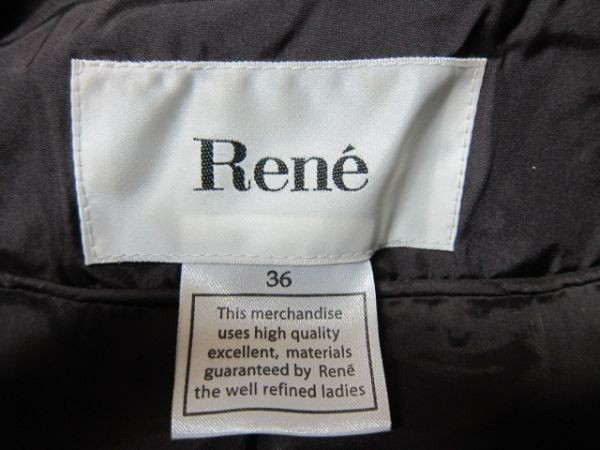 René
36
This merchandise
uses high quality
excellent, materials
guaranteed by René
the well refined ladies